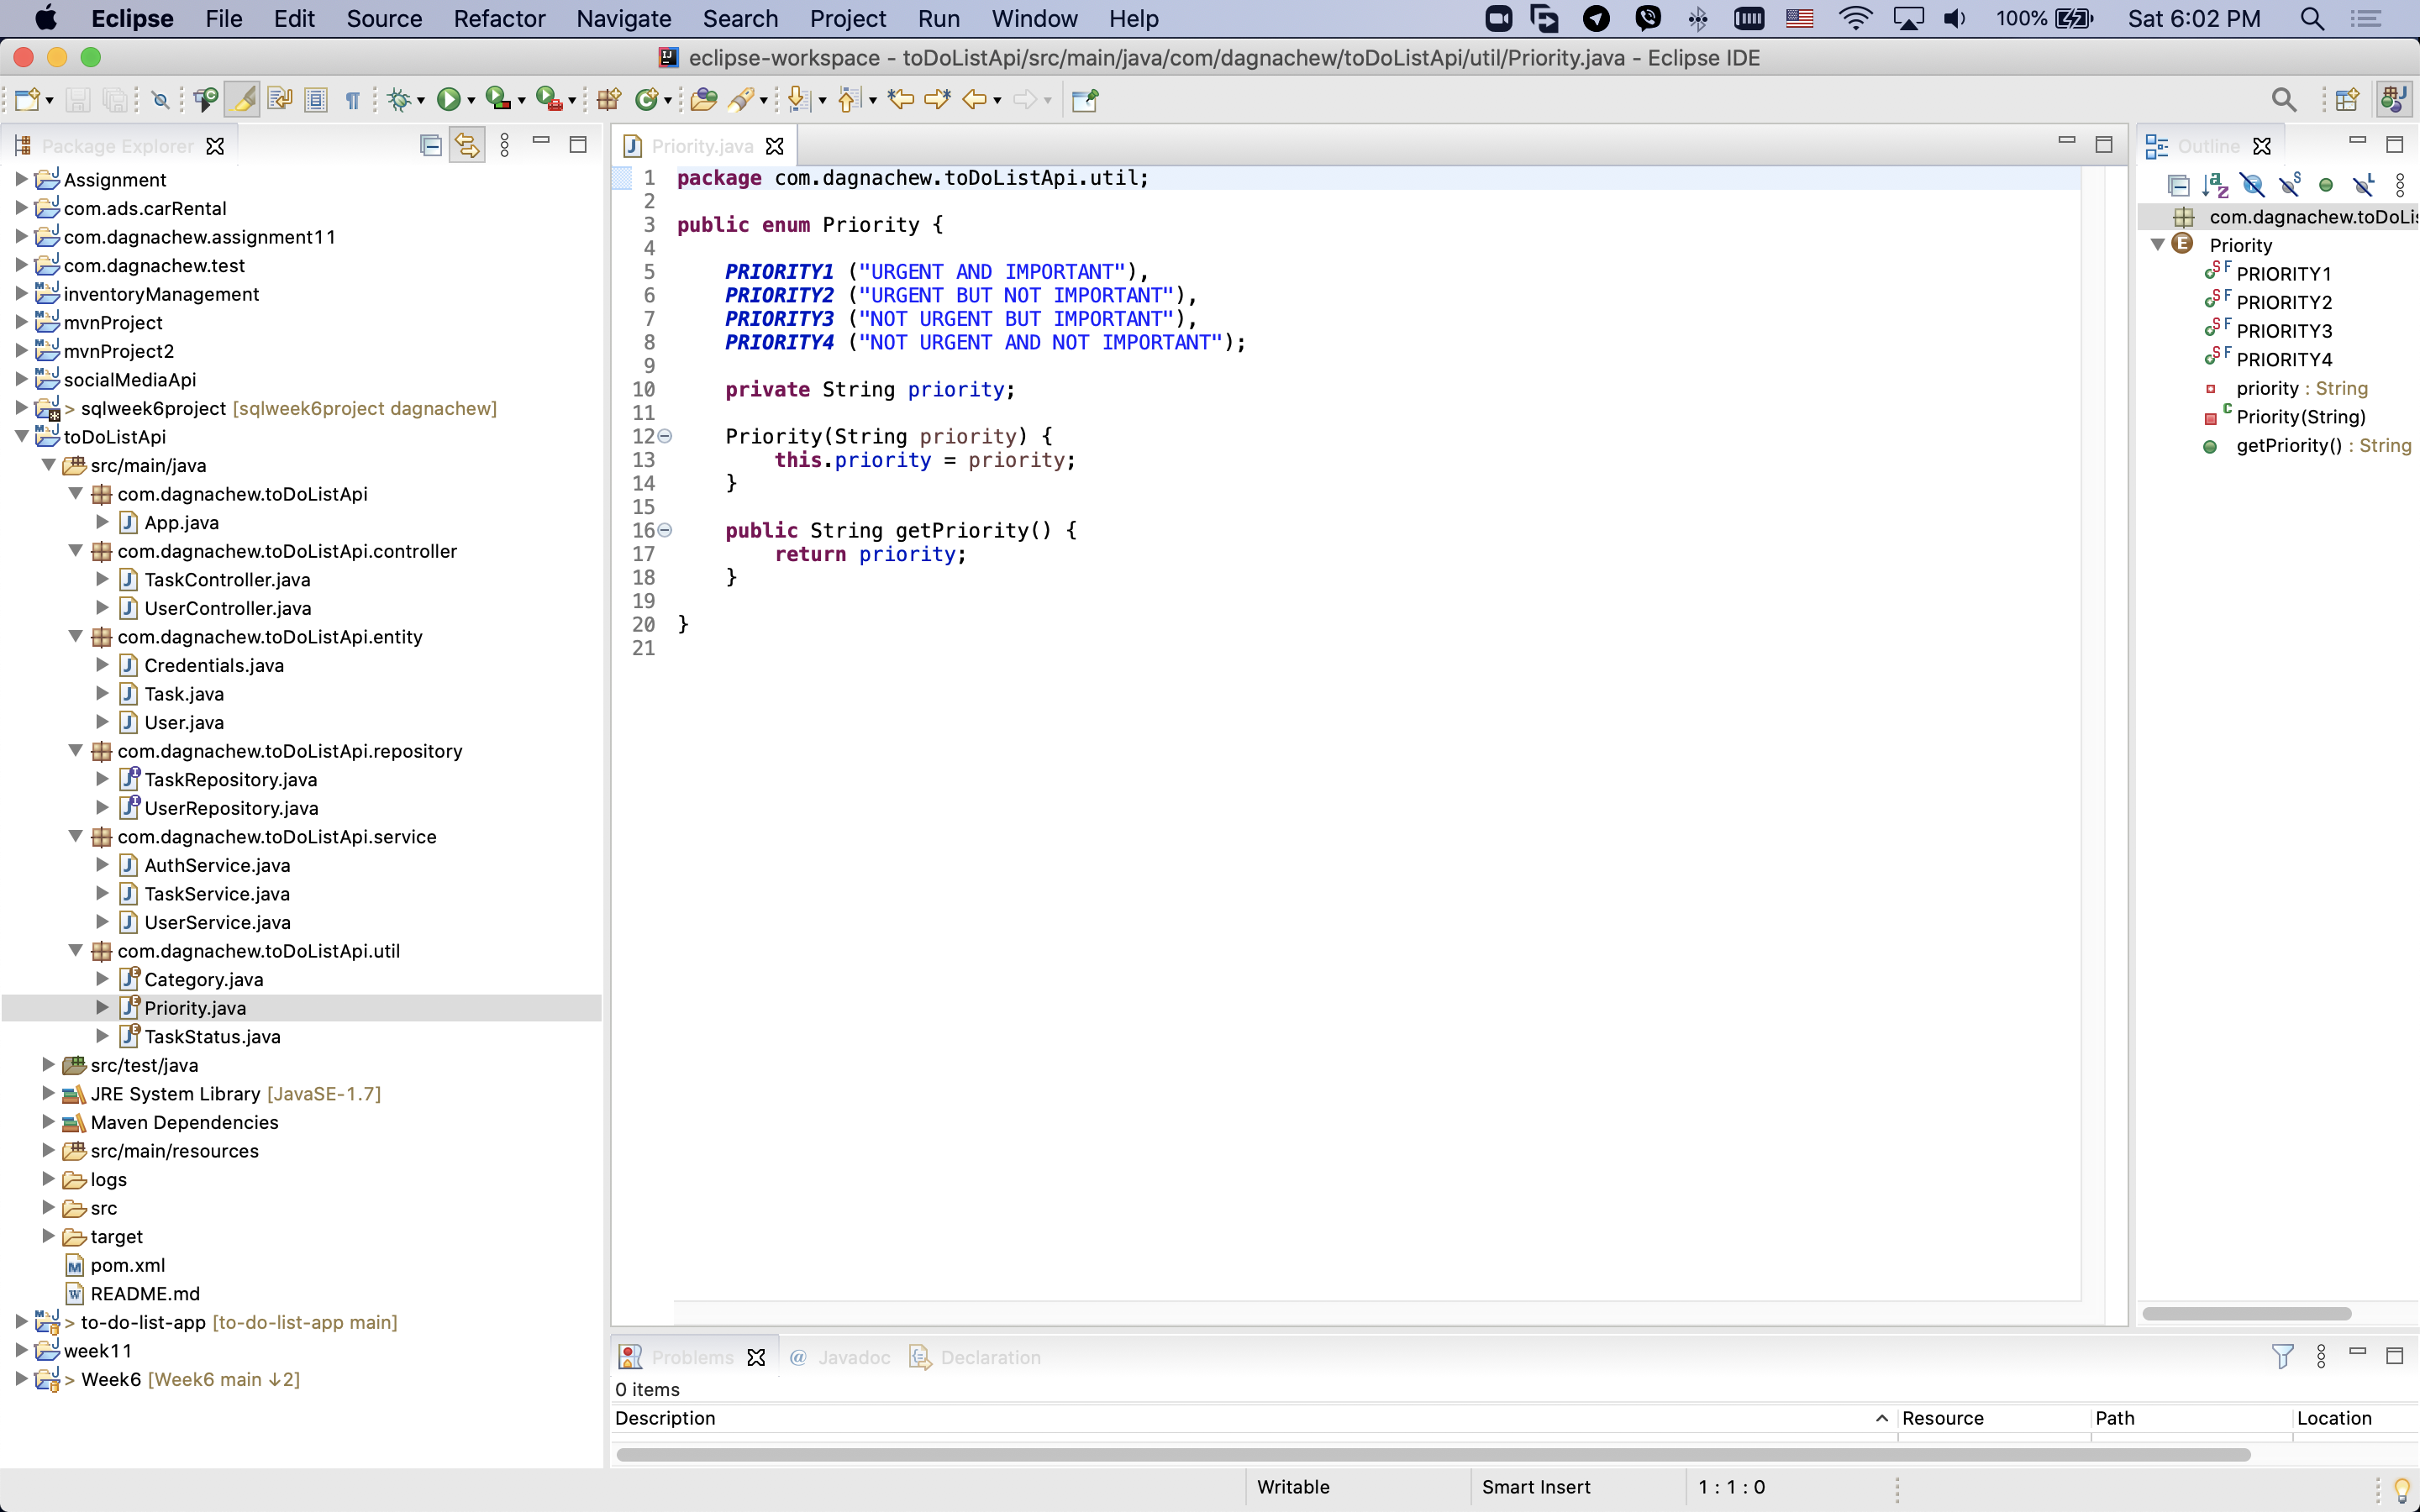 Eclipse File Edit Source Refactor Navigate Search Project Run Window Help 100% Sat 6:02 PM
eclipse-workspace - toDoListApi/src/main/java/com/dagnachew/toDoListApi/util/Priority.java - Eclipse IDE
Package Explorer
Assignment
com.ads.carRental
com.dagnachew.assignment11
com.dagnachew.test
inventoryManagement
mvnProject
mvnProject2
socialMediaApi
> sqlweek6project [sqlweek6project dagnachew]
toDoListApi
src/main/java
com.dagnachew.toDoListApi
App.java
com.dagnachew.toDoListApi.controller
TaskController.java
UserController.java
com.dagnachew.toDoListApi.entity
Credentials.java
Task.java
User.java
com.dagnachew.toDoListApi.repository
TaskRepository.java
UserRepository.java
com.dagnachew.toDoListApi.service
AuthService.java
TaskService.java
UserService.java
com.dagnachew.toDoListApi.util
Category.java
Priority.java
TaskStatus.java
src/test/java
JRE System Library [JavaSE-1.7]
Maven Dependencies
src/main/resources
logs
src
target
pom.xml
README.md
> to-do-list-app [to-do-list-app main]
week11
> Week6 [Week6 main ↓2]
Priority.java
1 package com.dagnachew.toDoListApi.util;
2
3 public enum Priority {
4
5 PRIORITY1 ("URGENT AND IMPORTANT"),
6 PRIORITY2 ("URGENT BUT NOT IMPORTANT"),
7 PRIORITY3 ("NOT URGENT BUT IMPORTANT"),
8 PRIORITY4 ("NOT URGENT AND NOT IMPORTANT");
9
10 private String priority;
11
12 Priority(String priority) {
13 this.priority = priority;
14 }
15
16 public String getPriority() {
17 return priority;
18 }
19
20 }
21
Outline
com.dagnachew.toDoLis
Priority
PRIORITY1
PRIORITY2
PRIORITY3
PRIORITY4
priority : String
Priority(String)
getPriority() : String
Problems Javadoc Declaration
0 items
Description Resource Path Location
Writable Smart Insert 1 : 1 : 0